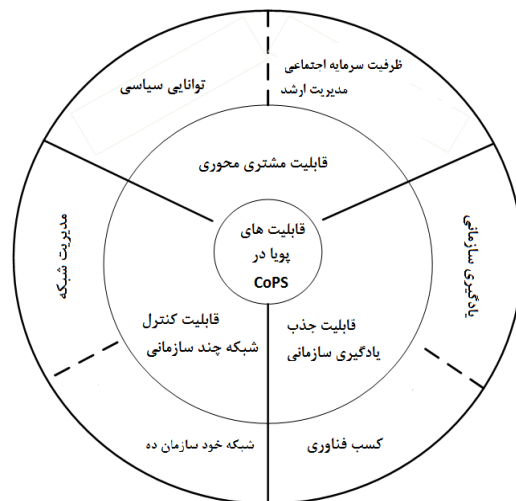 ظرفیت سرمایه اجتماعی
مدیریت ارشد
توانایی سیاسی
قابلیت مشتری محوری
قابلیت های
پویا در
CoPS
یادگیری سازمانی
مدیریت شبکه
قابلیت جذب
یادگیری سازمانی
قابلیت کنترل
شبکه چند سازمانی
کسب فناوری
شبکه خود سازمان ده